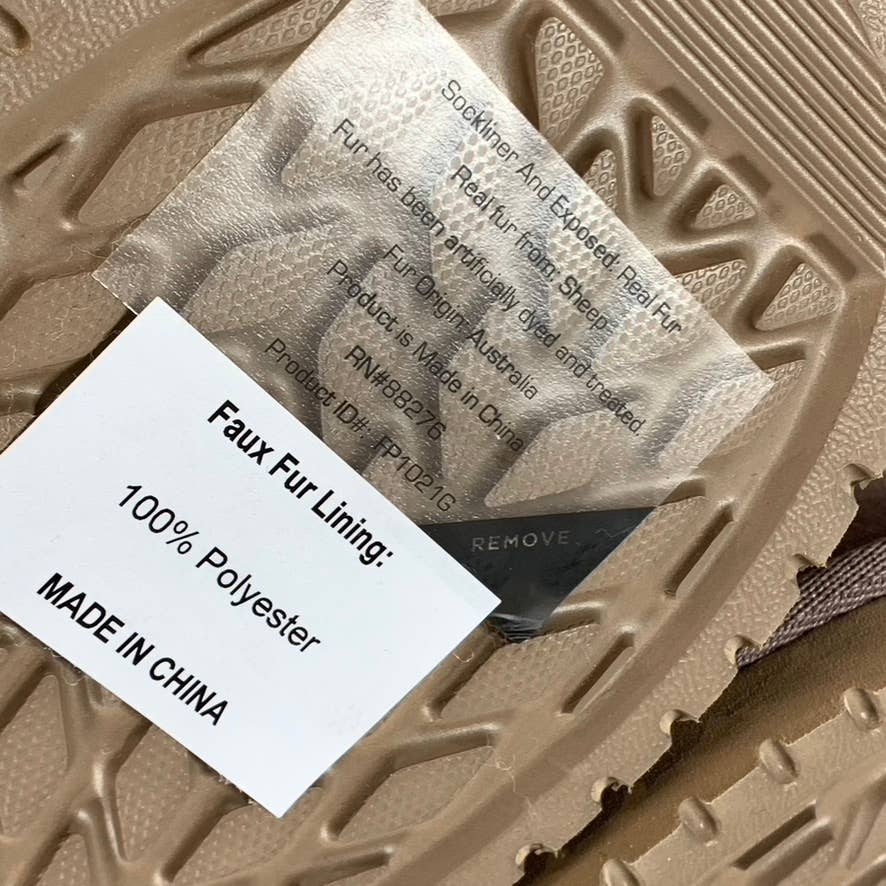 Sockliner And Exposed: Real Fur
Real fur from: Sheep
Fur has been artificially dyed and treated.
Fur Origin: Australia
Product is Made in China
RN#88276
Product ID#: FP1021G
REMOVE
Faux Fur Lining:
100% Polyester
MADE IN CHINA